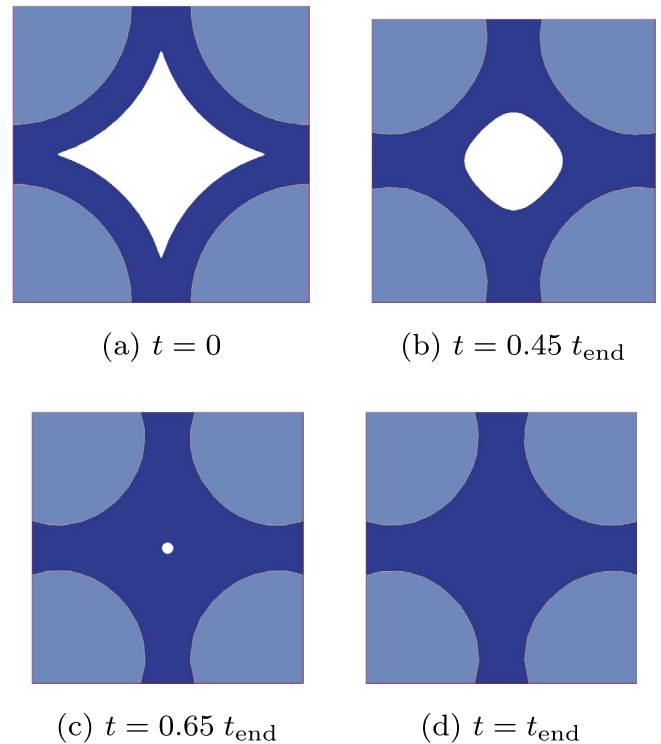 (a) t = 0
(b) t = 0.45 t_end
(c) t = 0.65 t_end
(d) t = t_end